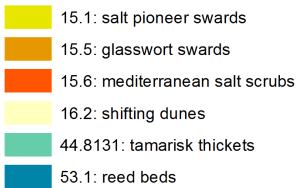 15.1: salt pioneer swards
15.5: glasswort swards
15.6: mediterranean salt scrubs
16.2: shifting dunes
44.8131: tamarisk thickets
53.1: reed beds